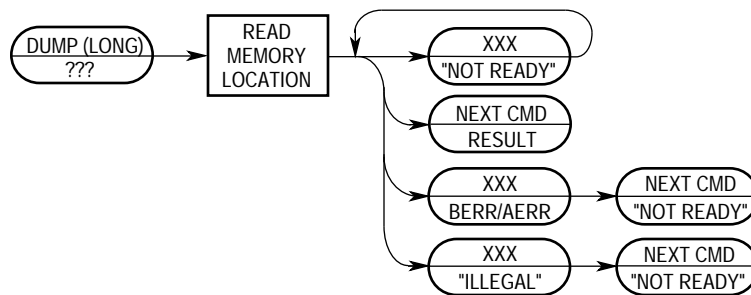 DUMP (LONG)
???
READ
MEMORY
LOCATION
XXX
"NOT READY"
NEXT CMD
RESULT
XXX
BERR/AERR
NEXT CMD
"NOT READY"
XXX
"ILLEGAL"
NEXT CMD
"NOT READY"